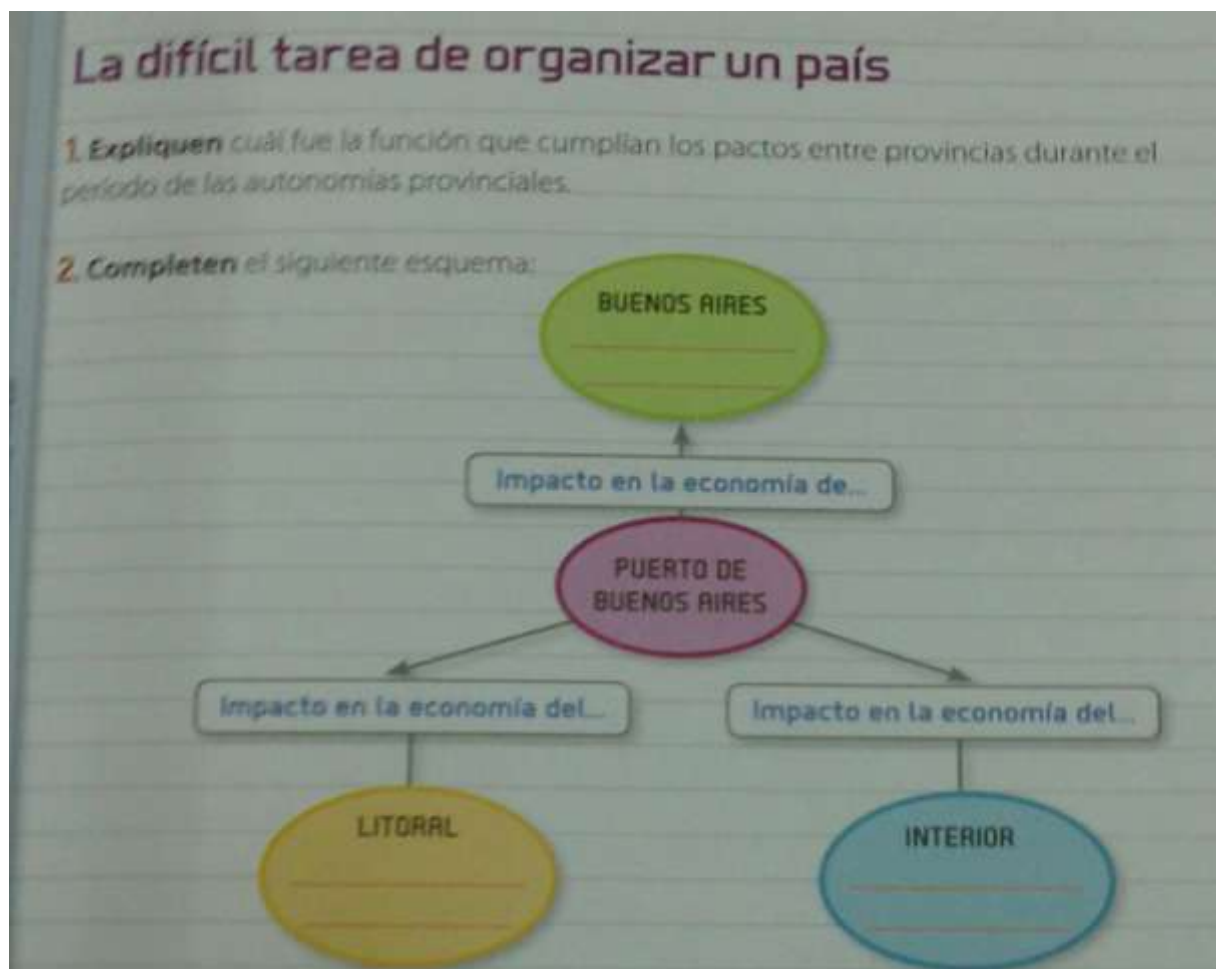 La difícil tarea de organizar un país
1. Expliquen cuál fue la función que cumplían los pactos entre provincias durante el
período de las autonomías provinciales.
2. Completen el siguiente esquema:
BUENOS AIRES
Impacto en la economía de...
PUERTO DE
BUENOS AIRES
Impacto en la economía del...
Impacto en la economía del...
LITORAL
INTERIOR